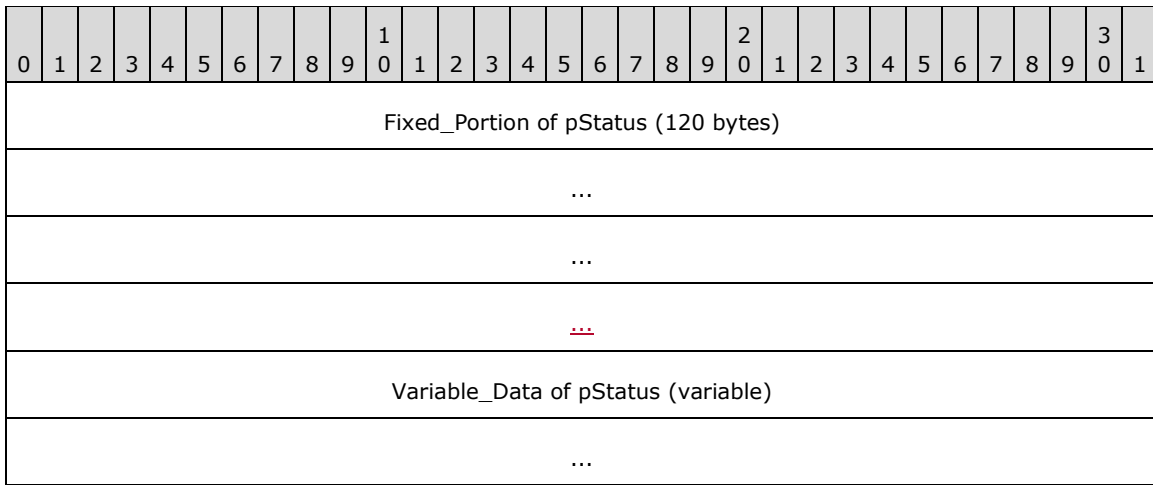 1 2 3
0 1 2 3 4 5 6 7 8 9 0 1 2 3 4 5 6 7 8 9 0 1 2 3 4 5 6 7 8 9 0 1
Fixed_Portion of pStatus (120 bytes)
...
...
...
Variable_Data of pStatus (variable)
...